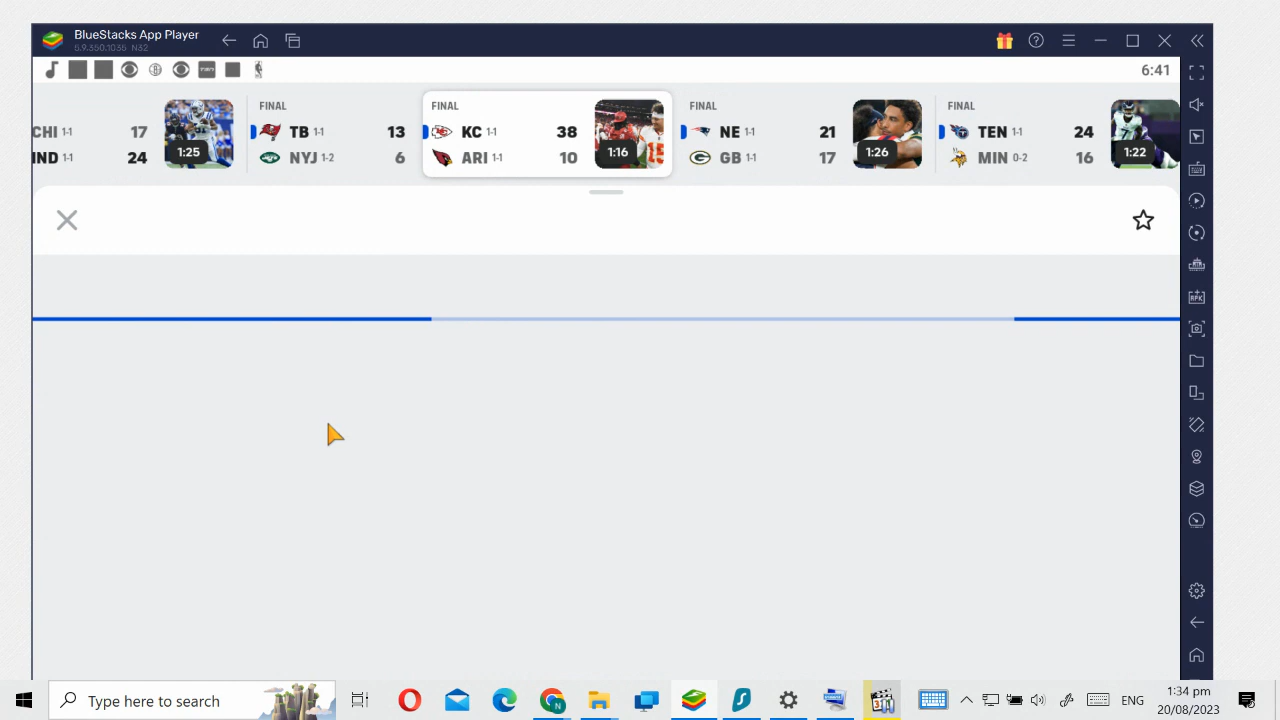 BlueStacks App Player
5.9.350.1035 N32
6:41
CHI 1-1 17
IND 1-1 24
1:25
FINAL
TB 1-1 13
NYJ 1-2 6
FINAL
KC 1-1 38
ARI 1-1 10
1:16
FINAL
NE 1-1 21
GB 1-1 17
1:26
FINAL
TEN 1-1 24
MIN 0-2 16
1:22
Type here to search
ENG
1:34 pm
20/08/2023